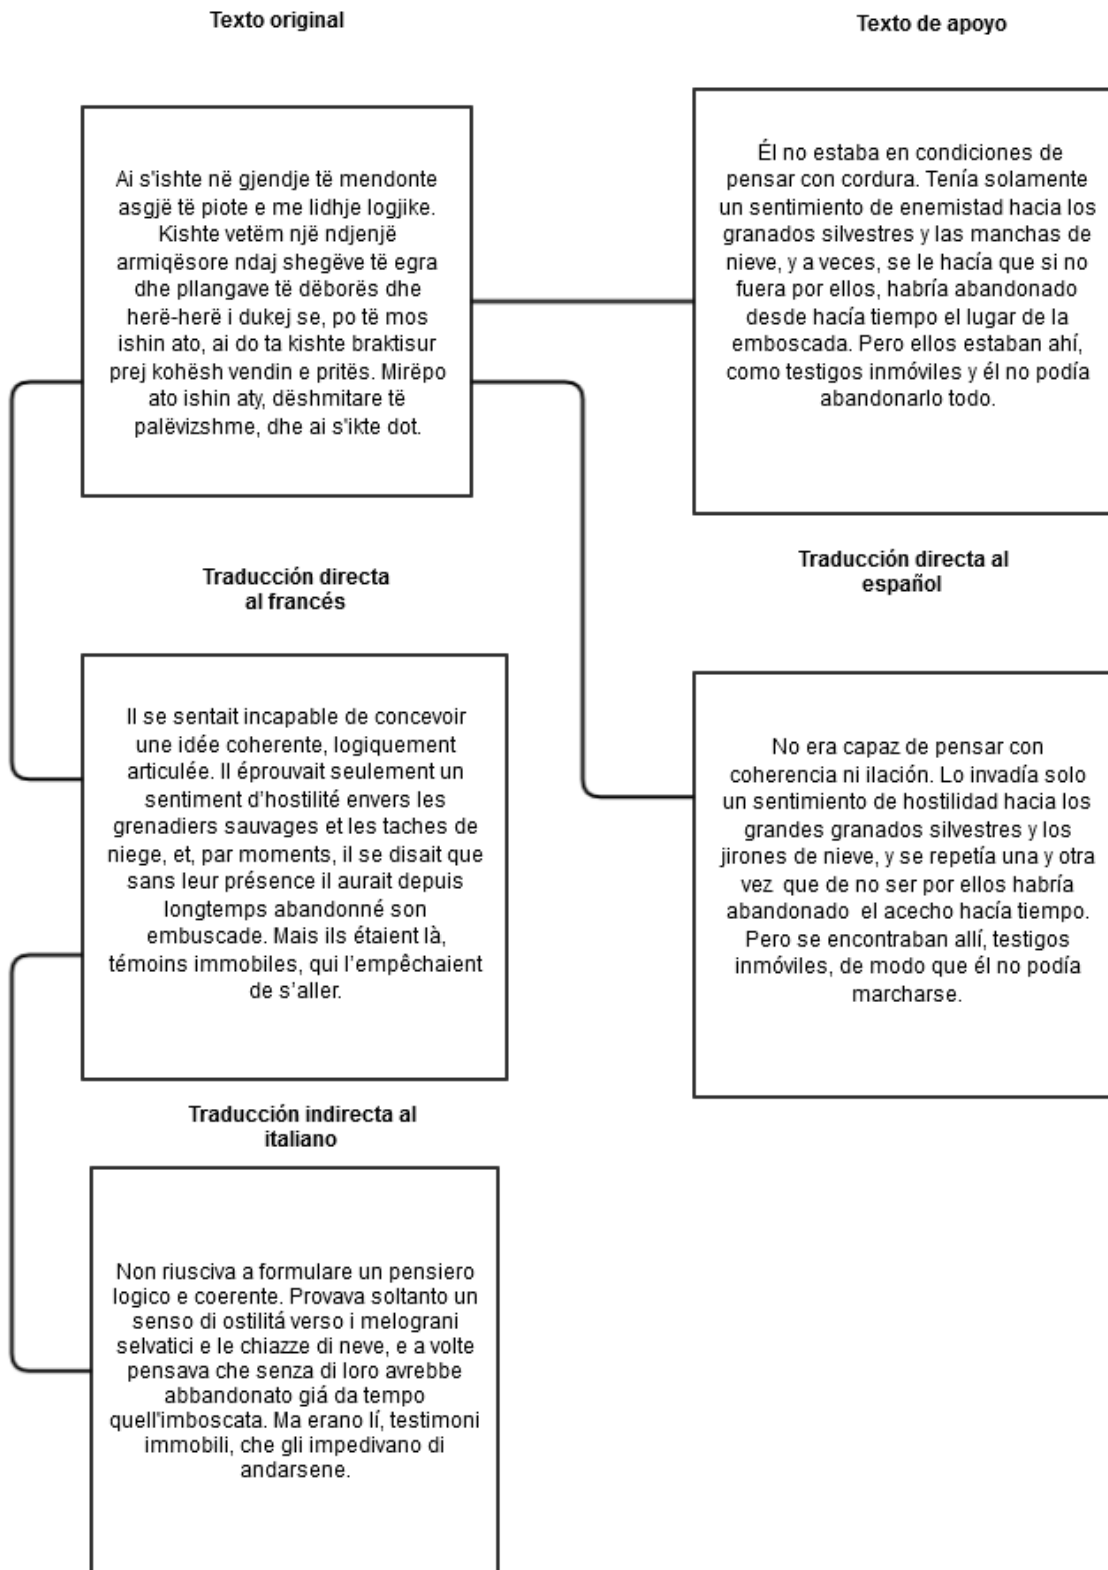 Texto original
Ai s'ishte në gjendje të mendonte
asgjë të plote e me lidhje logjike.
Kishte vetëm një ndjenjë
armiqësore ndaj shegëve të egra
dhe pllangave të dëborës dhe
herë-herë i dukej se, po të mos
ishin ato, ai do ta kishte braktisur
prej kohësh vendin e pritës. Mirëpo
ato ishin aty, dëshmitare të
palëvizshme, dhe ai s'ikte dot.
Texto de apoyo
Él no estaba en condiciones de
pensar con cordura. Tenía solamente
un sentimiento de enemistad hacia los
granados silvestres y las manchas de
nieve, y a veces, se le hacía que si no
fuera por ellos, habría abandonado
desde hacía tiempo el lugar de la
emboscada. Pero ellos estaban ahí,
como testigos inmóviles y él no podía
abandonarlo todo.
Traducción directa
al francés
Il se sentait incapable de concevoir
une idée coherente, logiquement
articulée. Il éprouvait seulement un
sentiment d’hostilité envers les
grenadiers sauvages et les taches de
niege, et, par moments, il se disait que
sans leur présence il aurait depuis
longtemps abandonné son
embuscade. Mais ils étaient là,
témoins immobiles, qui l’empêchaient
de s’aller.
Traducción directa al
español
No era capaz de pensar con
coherencia ni ilación. Lo invadía solo
un sentimiento de hostilidad hacia los
grandes granados silvestres y los
jirones de nieve, y se repetía una y otra
vez que de no ser por ellos habría
abandonado el acecho hacía tiempo.
Pero se encontraban allí, testigos
inmóviles, de modo que él no podía
marcharse.
Traducción indirecta al
italiano
Non riusciva a formulare un pensiero
logico e coerente. Provava soltanto un
senso di ostilitá verso i melograni
selvatici e le chiazze di neve, e a volte
pensava che senza di loro avrebbe
abbandonato giá da tempo
quell'imboscata. Ma erano lí, testimoni
immobili, che gli impedivano di
andarsene.